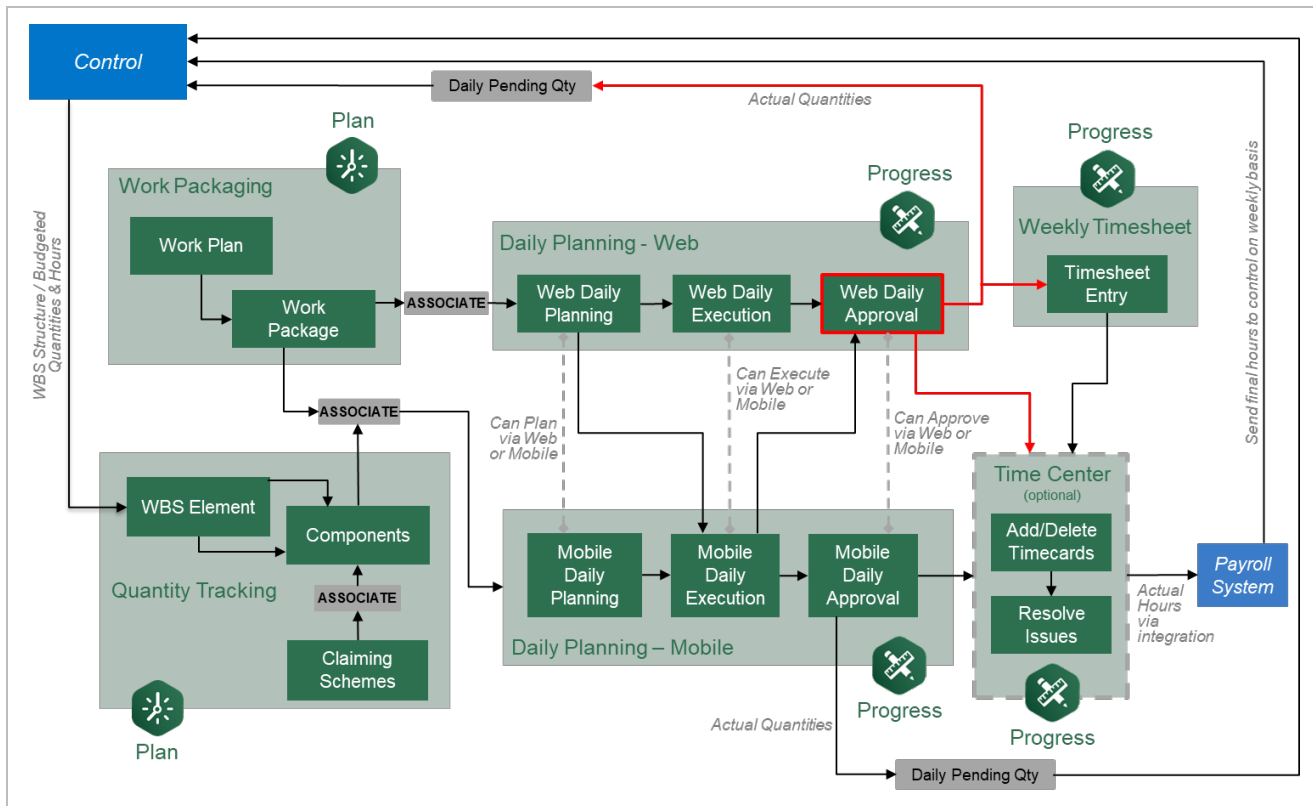 Control
Daily Pending Qty
Actual Quantities
Plan
Progress
Progress
Work Packaging
Work Plan
Work
Package
ASSOCIATE
Daily Planning - Web
Web Daily
Planning
Web Daily
Execution
Web Daily
Approval
Weekly Timesheet
Timesheet
Entry
WBS Structure / Budgeted
Quantities & Hours
Send final hours to control on weekly basis
Can Plan
via Web
or Mobile
Can Execute
via Web or
Mobile
Can Approve
via Web or
Mobile
ASSOCIATE
WBS Element
Components
Quantity Tracking
ASSOCIATE
Claiming
Schemes
Plan
Mobile
Daily
Planning
Mobile
Daily
Execution
Mobile
Daily
Approval
Daily Planning – Mobile
Progress
Time Center
(optional)
Add/Delete
Timecards
Resolve
Issues
Progress
Actual
Hours
via
integration
Payroll
System
Actual Quantities
Daily Pending Qty